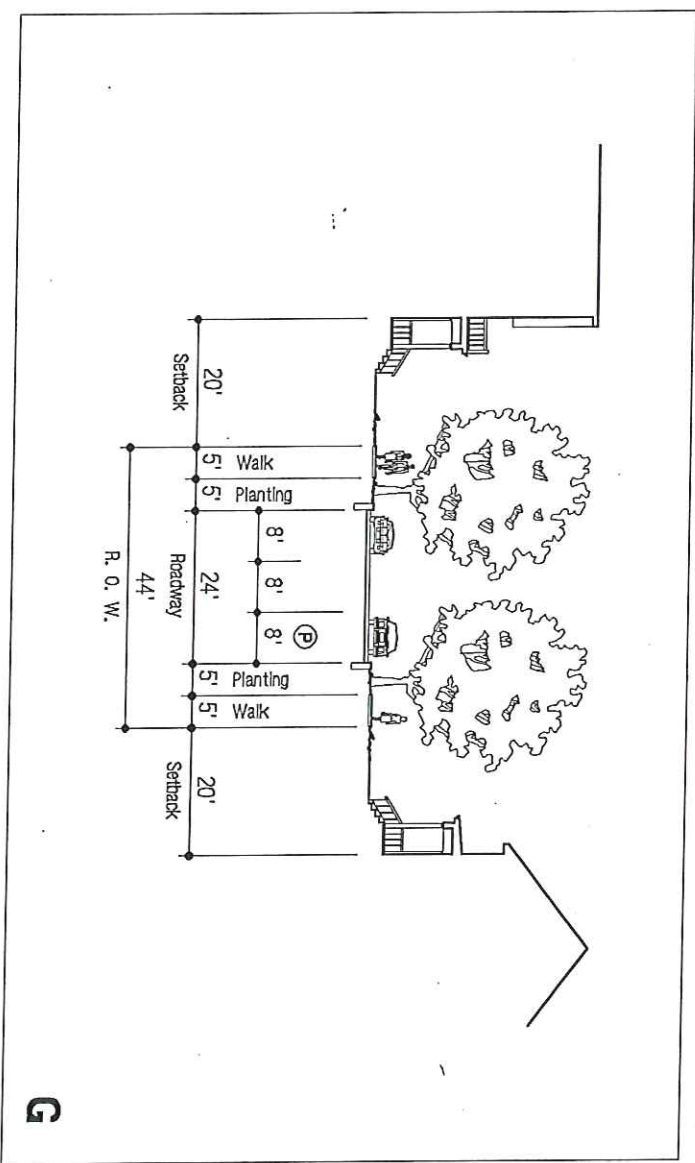 P
8' 8' 8'
20' 5' Walk 5' Planting 24' 5' Planting 5' Walk 20'
Setback Roadway Setback
44'
R. O. W.
G